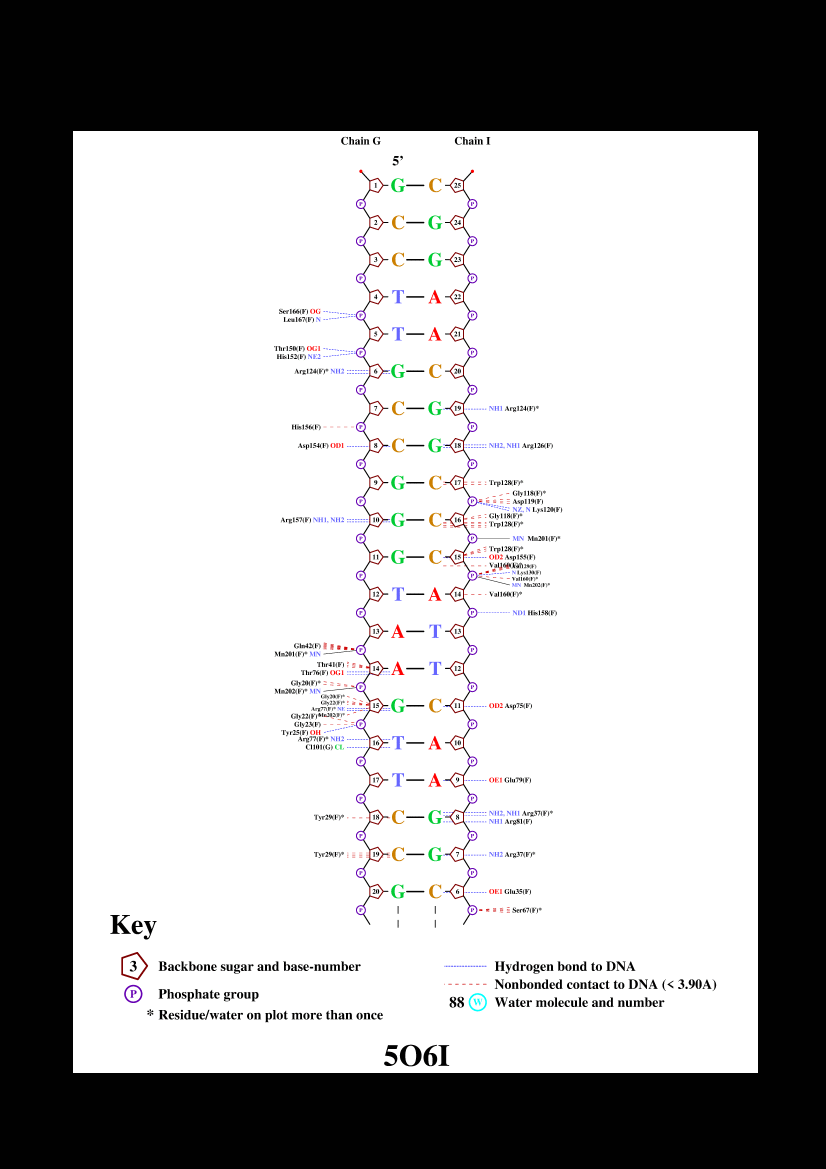 Chain G Chain I
5’
1 G C 25
P P
2 C G 24
P P
3 C G 23
P P
4 T A 22
Ser166(F) OG
Leu167(F) N
P P
5 T A 21
Thr150(F) OG1
His152(F) NE2
P P
Arg124(F)* NH2 6 G C 20
P P
7 C G 19 NH1 Arg124(F)*
His156(F) P P
Asp154(F) OD1 8 C G 18 NH2, NH1 Arg126(F)
P P
9 G C 17 Trp128(F)*
Gly118(F)*
P P Asp119(F)
NZ, N Lys120(F)
Gly118(F)*
Arg157(F) NH1, NH2 10 G C 16
Trp128(F)*
P P MN Mn201(F)*
Trp128(F)*
11 G C 15 OD2 Asp155(F)
P P
N Lys130(F)
Val160(F)*
MN Mn202(F)*
12 T A 14 Val160(F)*
P P ND1 His158(F)
13 A T 13
Gln42(F)
Mn201(F)* MN
P P
Thr41(F)
14 A T 12
Thr76(F) OG1
Gly20(F)*
P P
Mn202(F)* MN
Gly20(F)*
Gly22(F)*
15 G C 11 OD2 Asp75(F)
Arg77(F)* NE
Gly22(F)* Mn202(F)*
Gly23(F) P P
Tyr25(F) OH
Arg77(F)* NH2
16 T A 10
Cl101(G) CL
P P
17 T A 9 OE1 Glu79(F)
P P
NH2, NH1 Arg37(F)*
Tyr29(F)* 18 C G 8
NH1 Arg81(F)
P P
Tyr29(F)* 19 C G 7 NH2 Arg37(F)*
P P
20 G C 6 OE1 Glu35(F)
P P Ser67(F)*
Key
3 Backbone sugar and base-number
P Phosphate group
* Residue/water on plot more than once
Hydrogen bond to DNA
Nonbonded contact to DNA (< 3.90A)
88 W Water molecule and number
5O6I